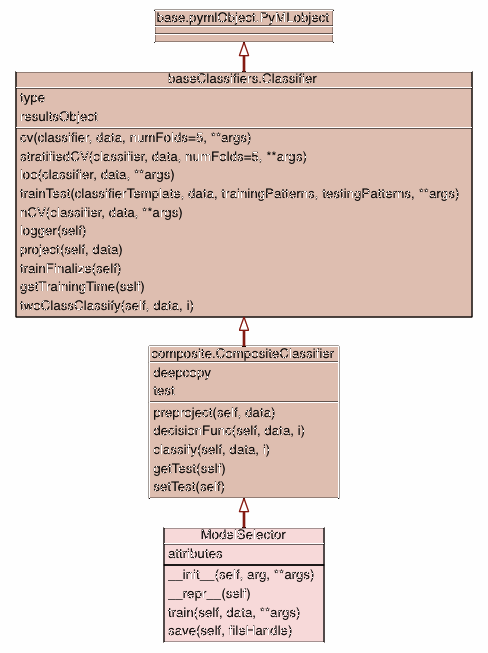 base.pymlObject.PyMLobject
baseClassifiers.Classifier
type
resultsObject
cv(classifier, data, numFolds=5, **args)
stratifiedCV(classifier, data, numFolds=5, **args)
loo(classifier, data, **args)
trainTest(classifierTemplate, data, trainingPatterns, testingPatterns, **args)
nCV(classifier, data, **args)
logger(self)
project(self, data)
trainFinalize(self)
getTrainingTime(self)
twoClassClassify(self, data, i)
composite.CompositeClassifier
deepcopy
test
preproject(self, data)
decisionFunc(self, data, i)
classify(self, data, i)
getTest(self)
setTest(self)
ModelSelector
attributes
__init__(self, arg, **args)
__repr__(self)
train(self, data, **args)
save(self, fileHandle)